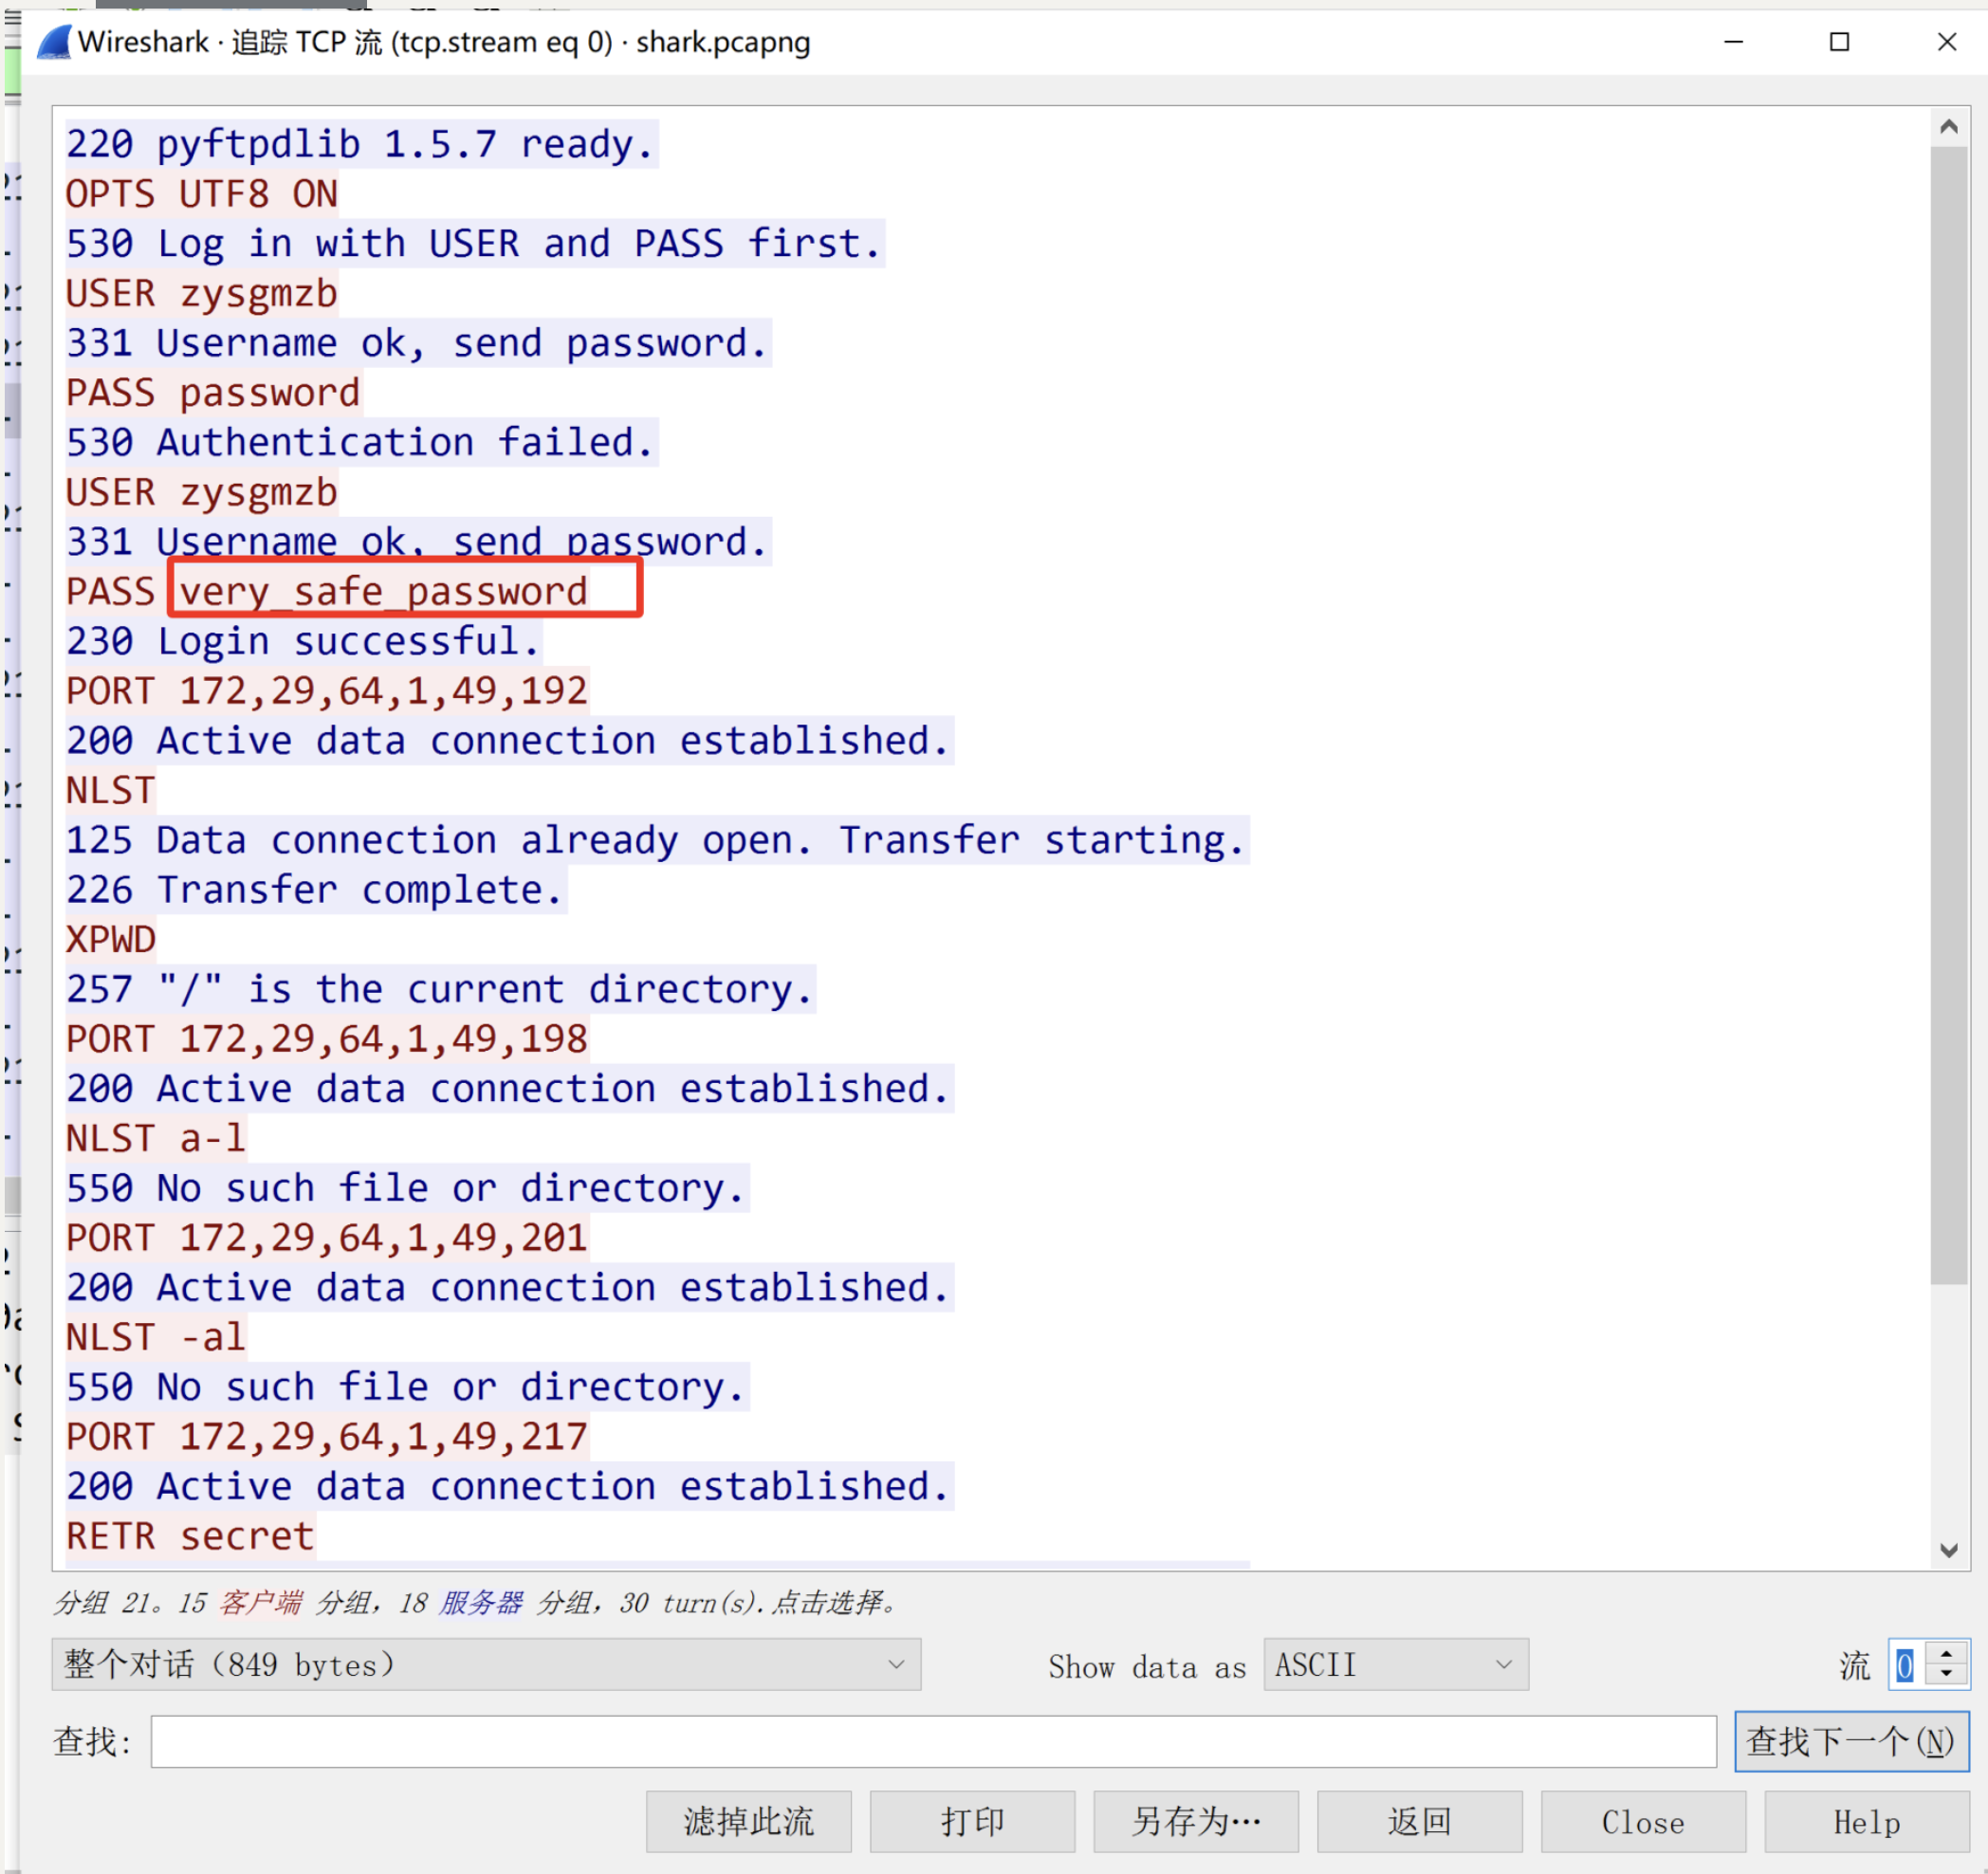 Wireshark · 追踪 TCP 流 (tcp.stream eq 0) · shark.pcapng
220 pyftpdlib 1.5.7 ready.
OPTS UTF8 ON
530 Log in with USER and PASS first.
USER zysgmzb
331 Username ok, send password.
PASS password
530 Authentication failed.
USER zysgmzb
331 Username ok, send password.
PASS very_safe_password
230 Login successful.
PORT 172,29,64,1,49,192
200 Active data connection established.
NLST
125 Data connection already open. Transfer starting.
226 Transfer complete.
XPWD
257 "/" is the current directory.
PORT 172,29,64,1,49,198
200 Active data connection established.
NLST a-l
550 No such file or directory.
PORT 172,29,64,1,49,201
200 Active data connection established.
NLST -al
550 No such file or directory.
PORT 172,29,64,1,49,217
200 Active data connection established.
RETR secret
分组 21。15 客户端 分组，18 服务器 分组，30 turn(s).点击选择。
整个对话（849 bytes）
Show data as ASCII
流 0
查找:
查找下一个(N)
滤掉此流 打印 另存为… 返回 Close Help